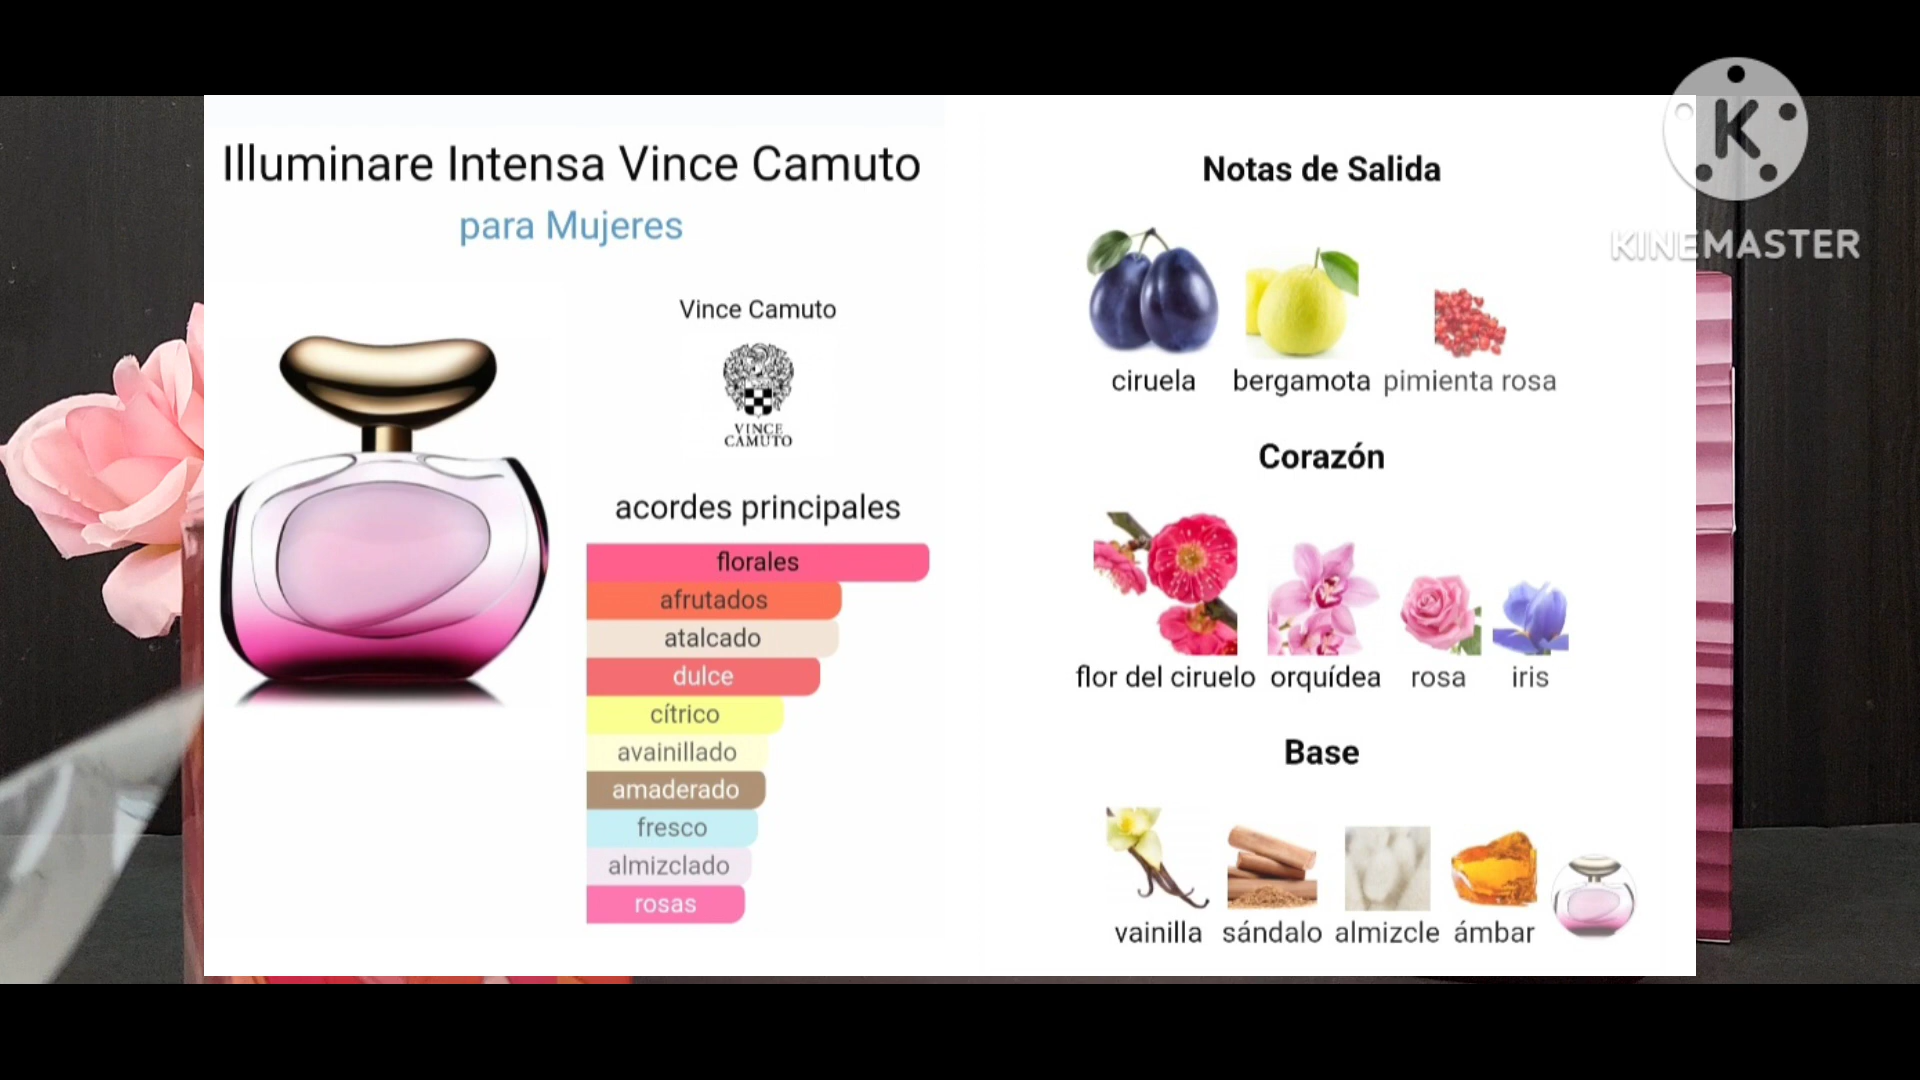 Illuminare Intensa Vince Camuto
para Mujeres
Vince Camuto
VINCE
CAMUTO
acordes principales
florales
afrutados
atalcado
dulce
cítrico
avainillado
amaderado
fresco
almizclado
rosas
Notas de Salida
ciruela bergamota pimienta rosa
Corazón
flor del ciruelo orquídea rosa iris
Base
vainilla sándalo almizcle ámbar
K
KINEMASTER